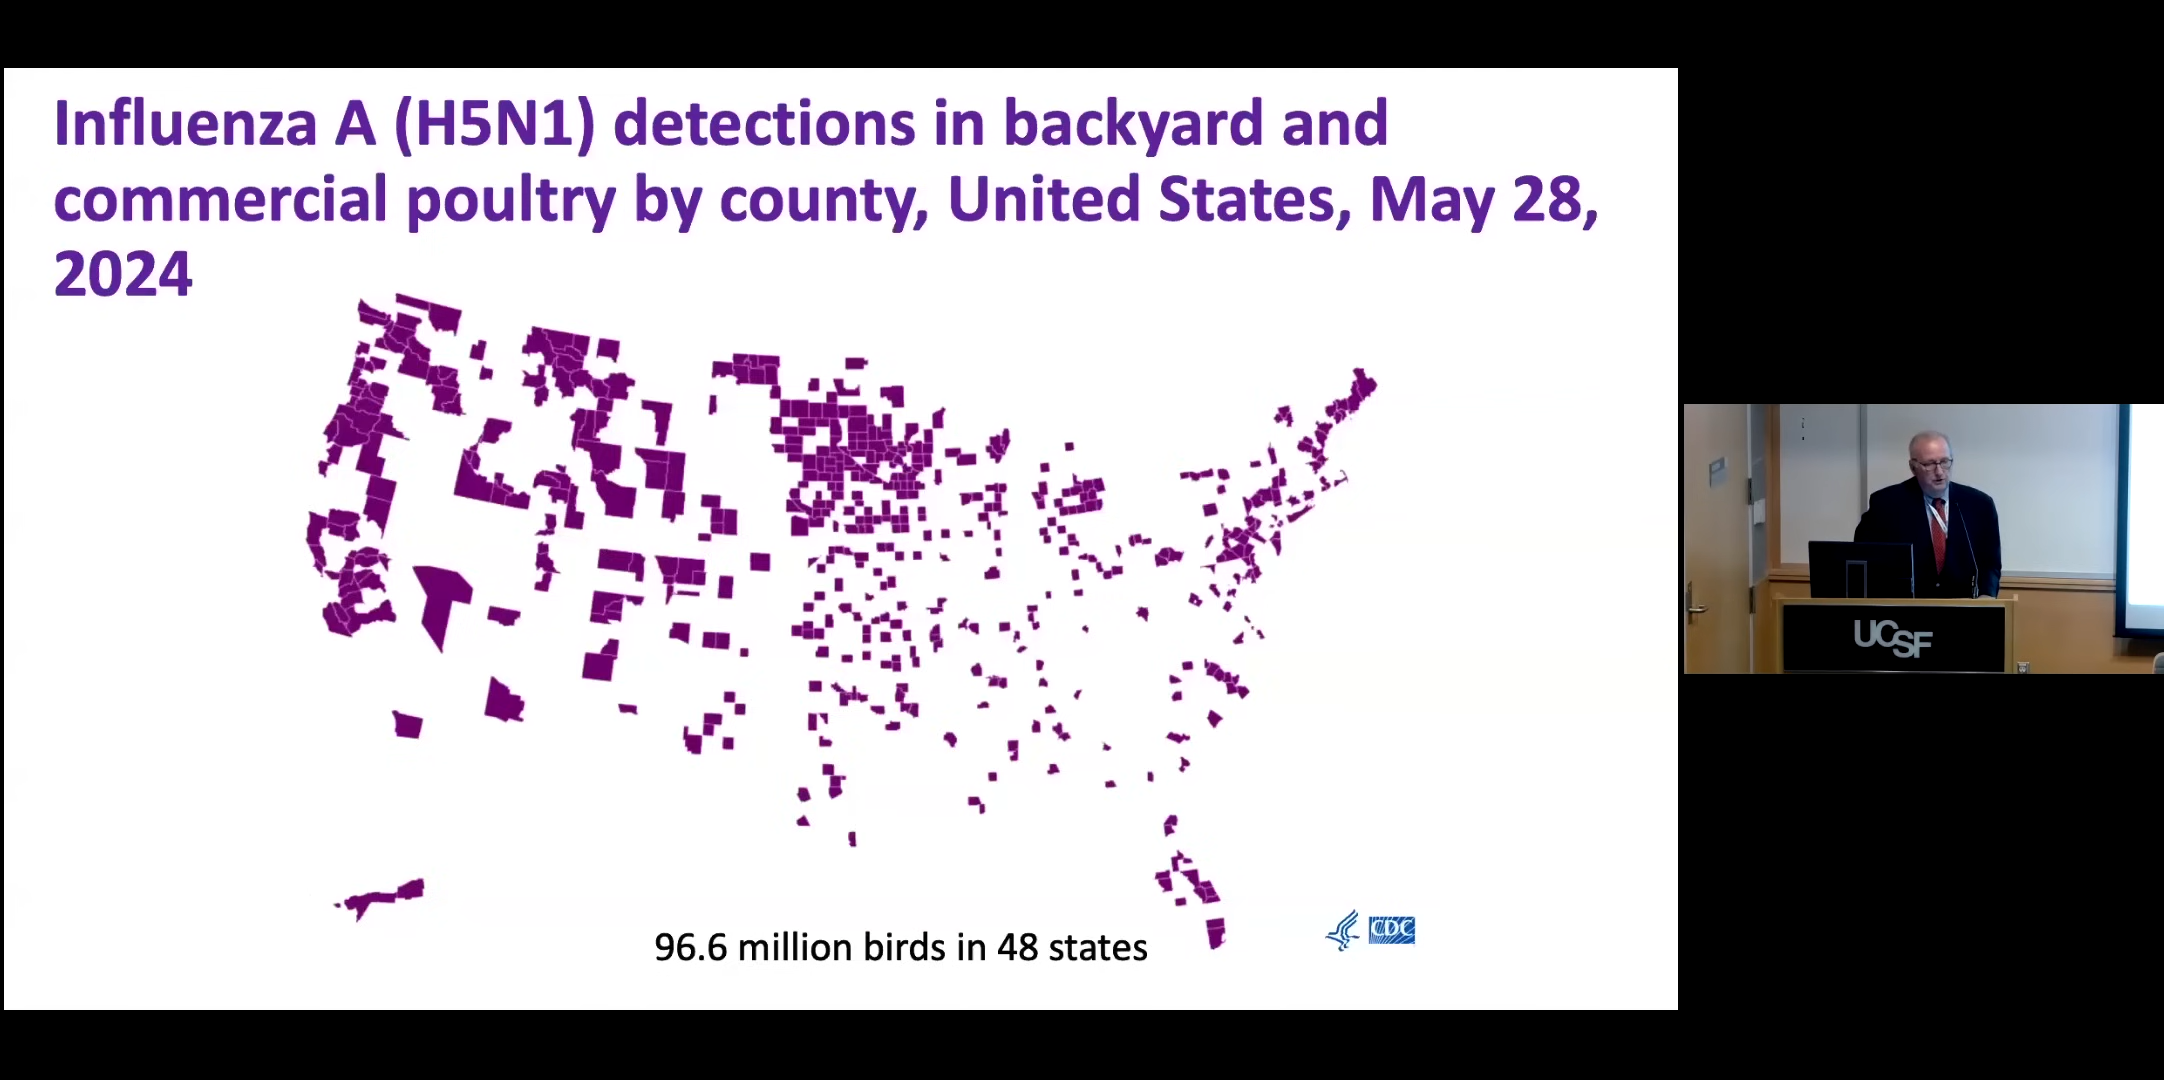 Influenza A (H5N1) detections in backyard and
commercial poultry by county, United States, May 28,
2024
96.6 million birds in 48 states
CDC
UCSF